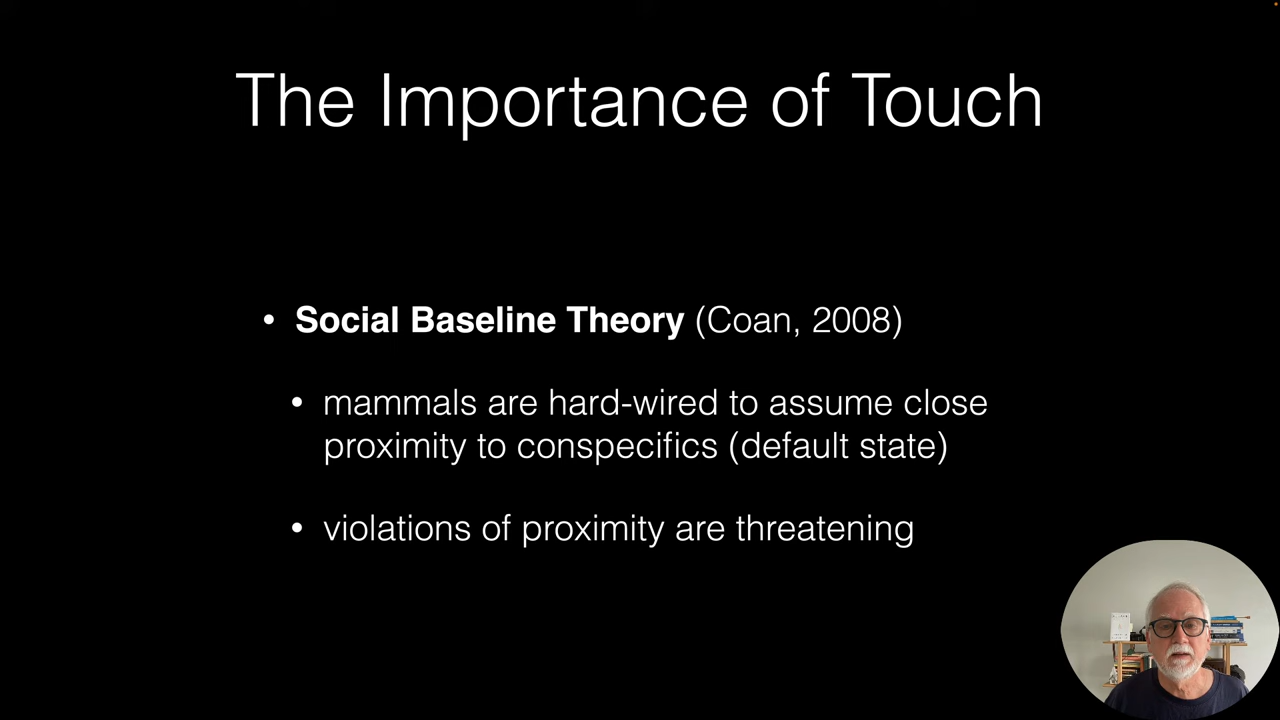 The Importance of Touch
• Social Baseline Theory (Coan, 2008)
• mammals are hard-wired to assume close
proximity to conspecifics (default state)
• violations of proximity are threatening